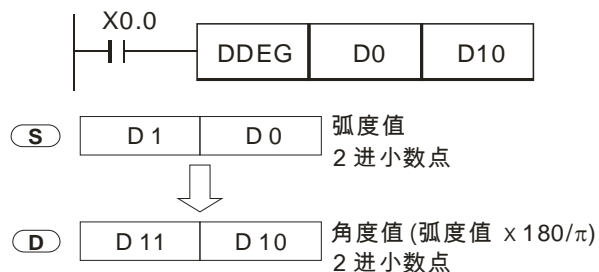 X0.0
DDEG D0 D10
S D 1 D 0 弧度值
2 进小数点
D D 11 D 10 角度值 (弧度值 x 180/π)
2 进小数点